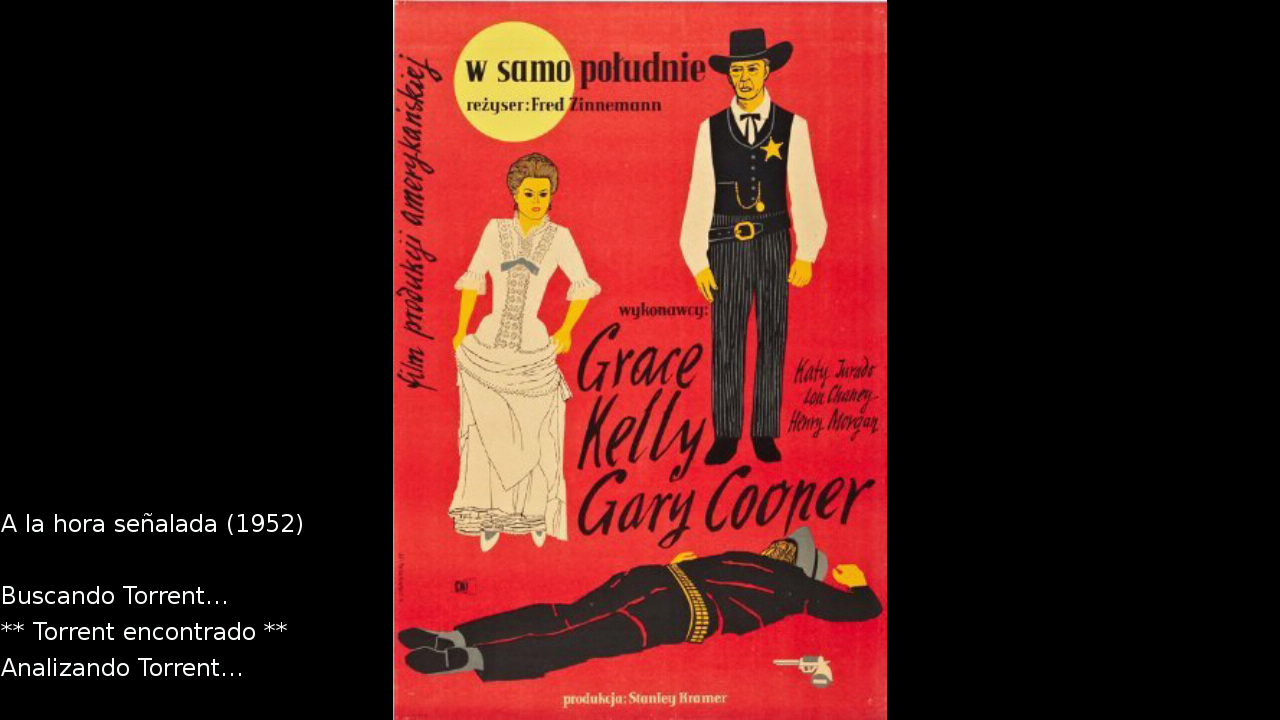 w samo południe
reżyser: Fred Zinnemann
film produkcji amerykańskiej
wykonawcy:
Grace
Kelly
Gary Cooper
Katy Jurado
Lon Chaney
Henry Morgan
produkcja: Stanley Kramer
A la hora señalada (1952)
Buscando Torrent...
** Torrent encontrado **
Analizando Torrent...